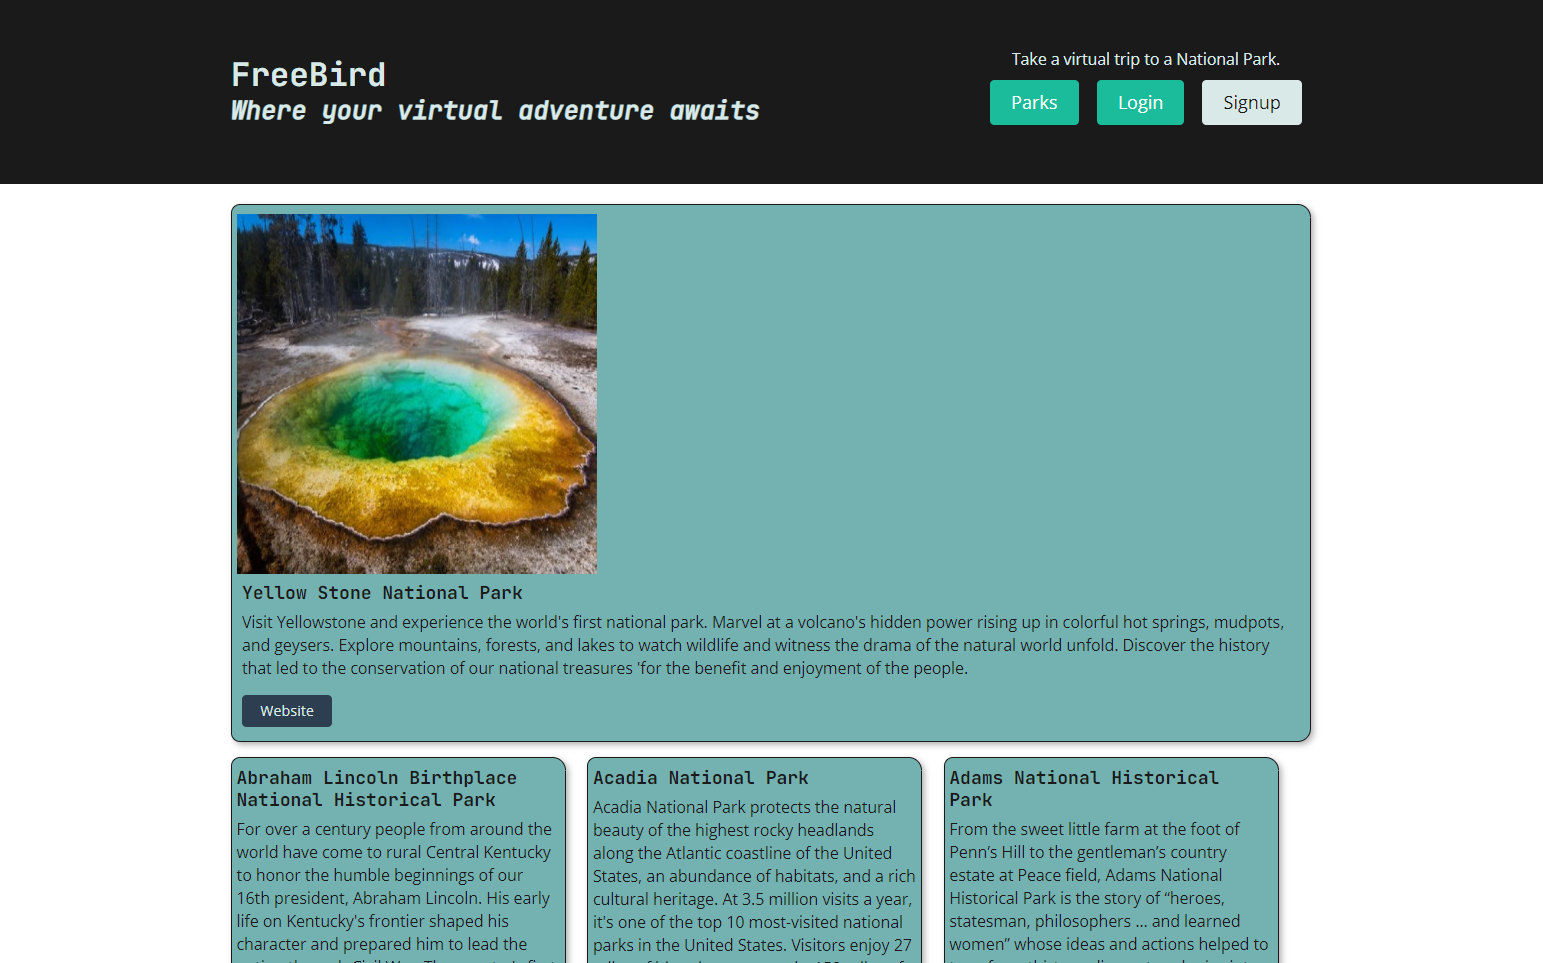 FreeBird
Where your virtual adventure awaits
Take a virtual trip to a National Park.
Parks
Login
Signup
Yellow Stone National Park
Visit Yellowstone and experience the world's first national park. Marvel at a volcano's hidden power rising up in colorful hot springs, mudpots,
and geysers. Explore mountains, forests, and lakes to watch wildlife and witness the drama of the natural world unfold. Discover the history
that led to the conservation of our national treasures 'for the benefit and enjoyment of the people.
Website
Abraham Lincoln Birthplace
National Historical Park
For over a century people from around the
world have come to rural Central Kentucky
to honor the humble beginnings of our
16th president, Abraham Lincoln. His early
life on Kentucky's frontier shaped his
character and prepared him to lead the
Acadia National Park
Acadia National Park protects the natural
beauty of the highest rocky headlands
along the Atlantic coastline of the United
States, an abundance of habitats, and a rich
cultural heritage. At 3.5 million visits a year,
it's one of the top 10 most-visited national
parks in the United States. Visitors enjoy 27
Adams National Historical
Park
From the sweet little farm at the foot of
Penn’s Hill to the gentleman’s country
estate at Peace field, Adams National
Historical Park is the story of “heroes,
statesman, philosophers … and learned
women” whose ideas and actions helped to